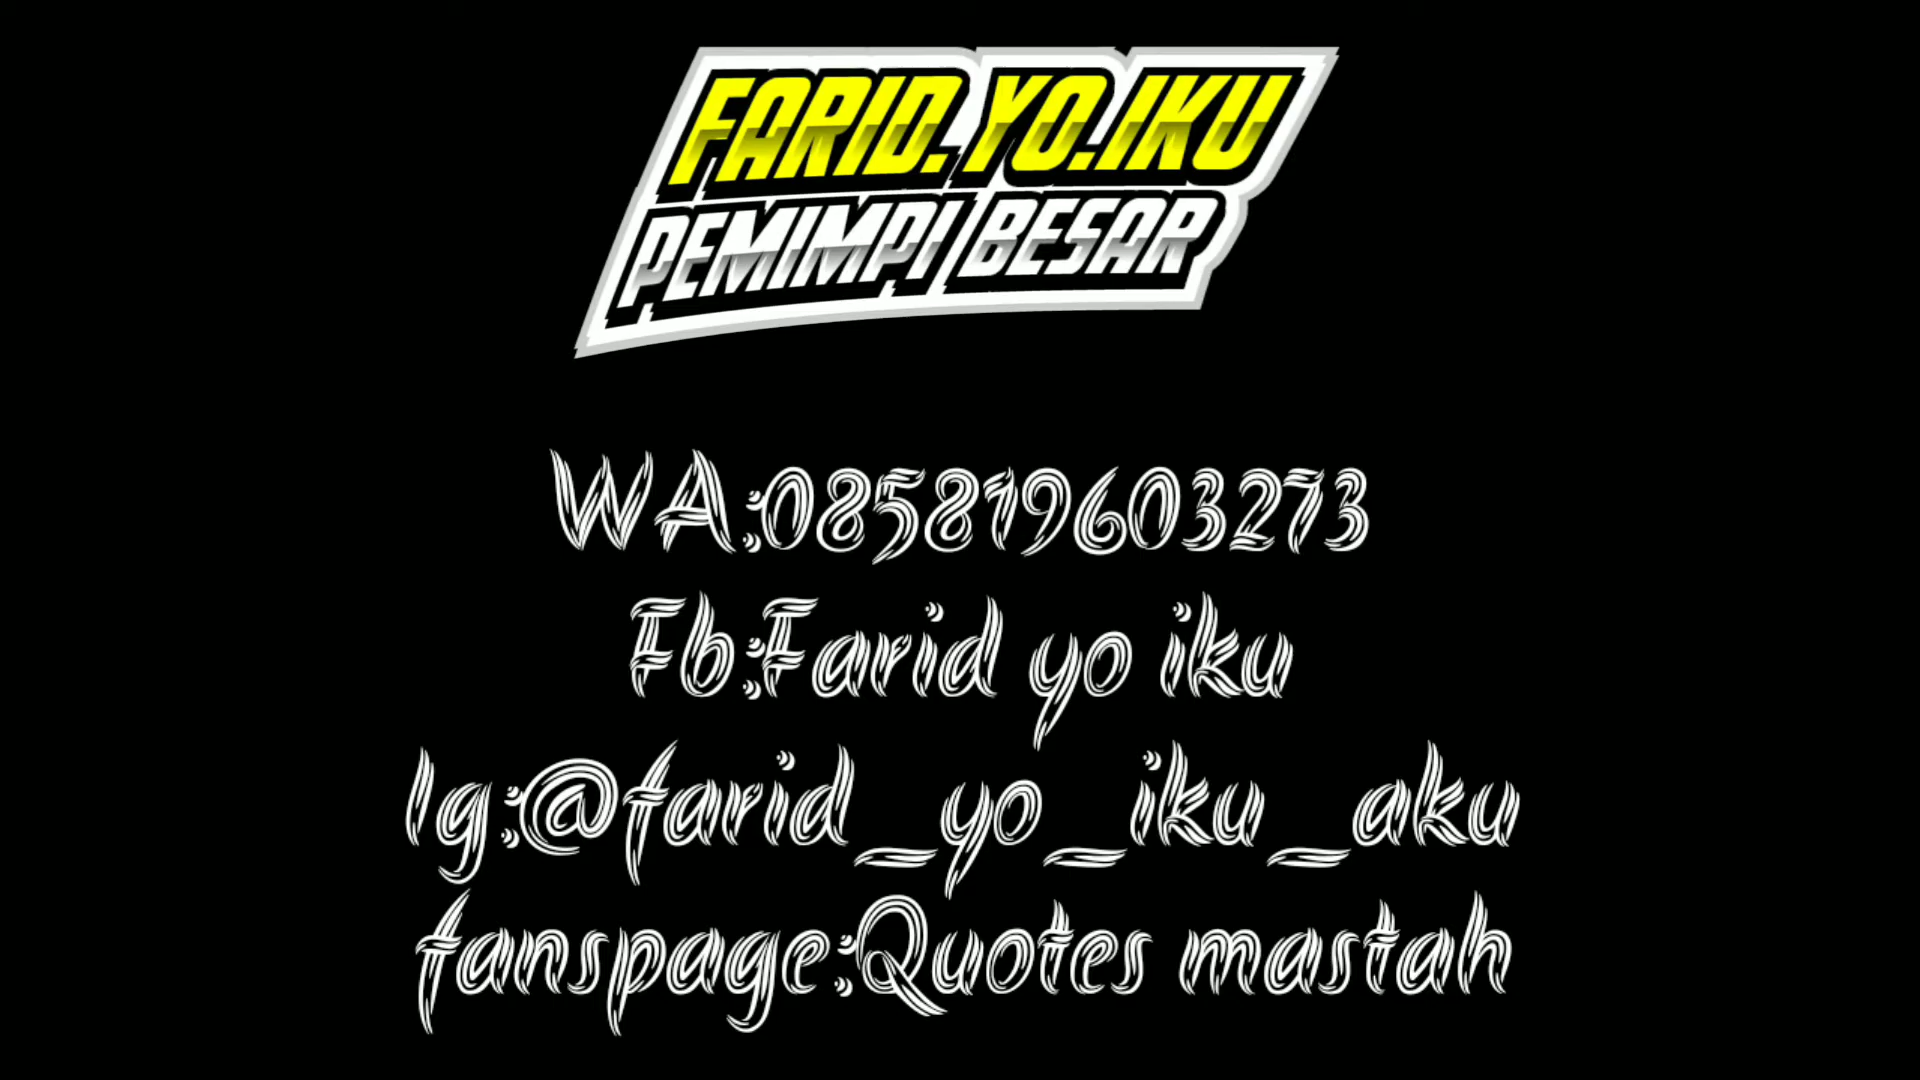 FARID.YO.IKU
PEMIMPI BESAR
WA:085819603273
Fb:Farid yo iku
Ig:@farid_yo_iku_aku
fanspage:Quotes mastah